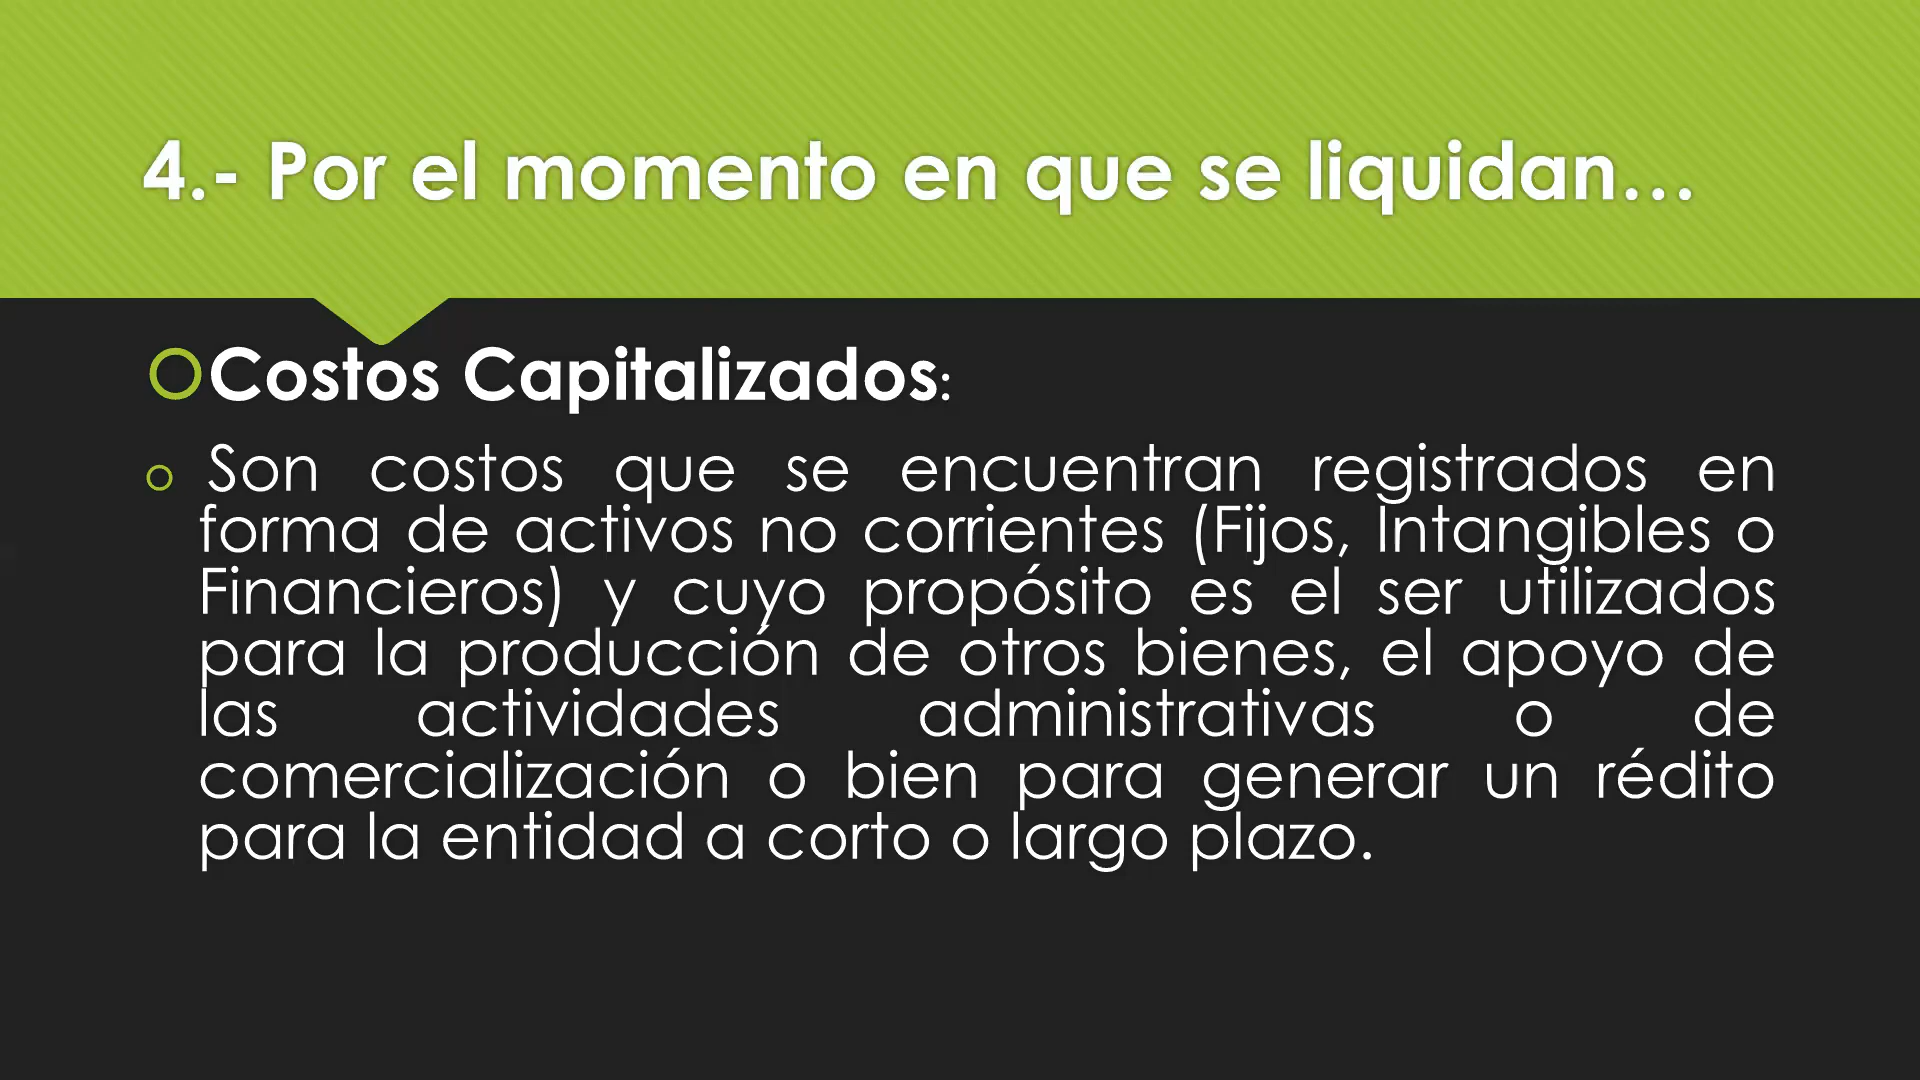 4.- Por el momento en que se liquidan…
Costos Capitalizados:
Son costos que se encuentran registrados en
forma de activos no corrientes (Fijos, Intangibles o
Financieros) y cuyo propósito es el ser utilizados
para la producción de otros bienes, el apoyo de
las actividades administrativas o de
comercialización o bien para generar un rédito
para la entidad a corto o largo plazo.